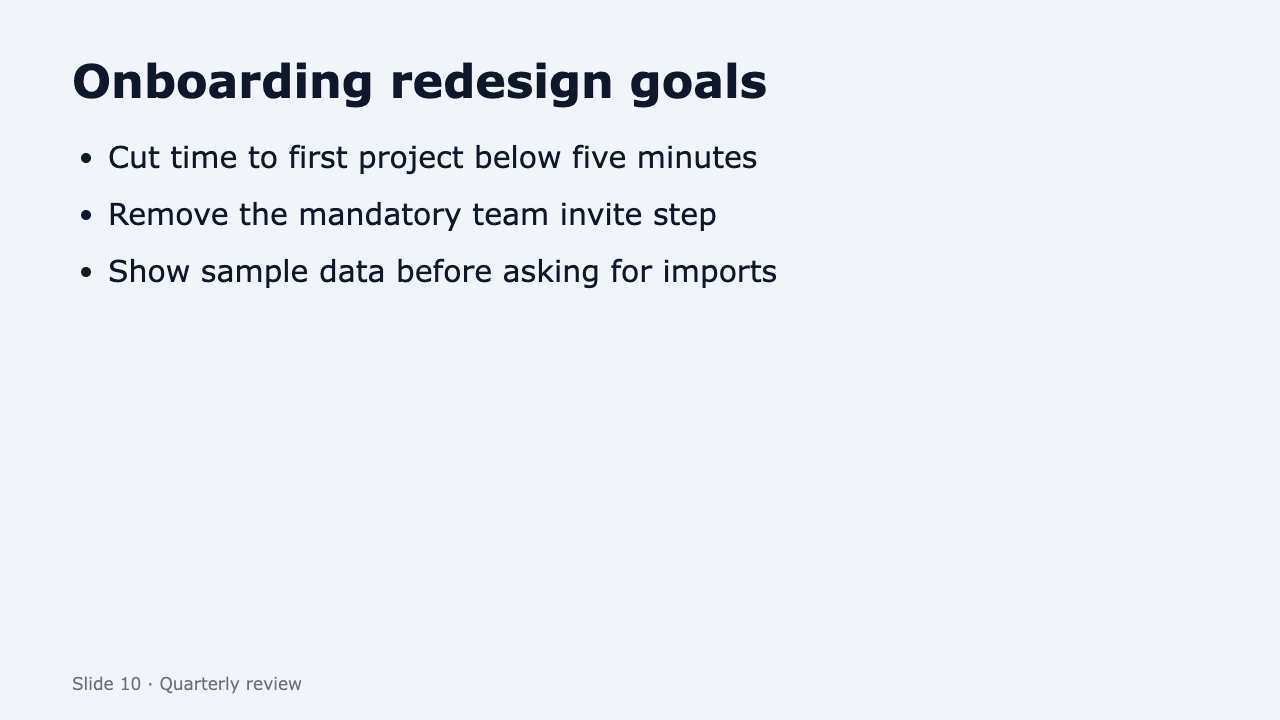 Onboarding redesign goals
• Cut time to first project below five minutes
• Remove the mandatory team invite step
• Show sample data before asking for imports
Slide 10 · Quarterly review